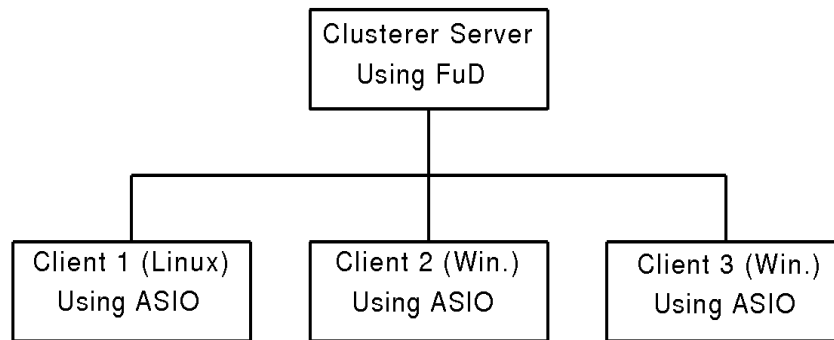 Clusterer Server
Using FuD
Client 1 (Linux)
Using ASIO
Client 2 (Win.)
Using ASIO
Client 3 (Win.)
Using ASIO